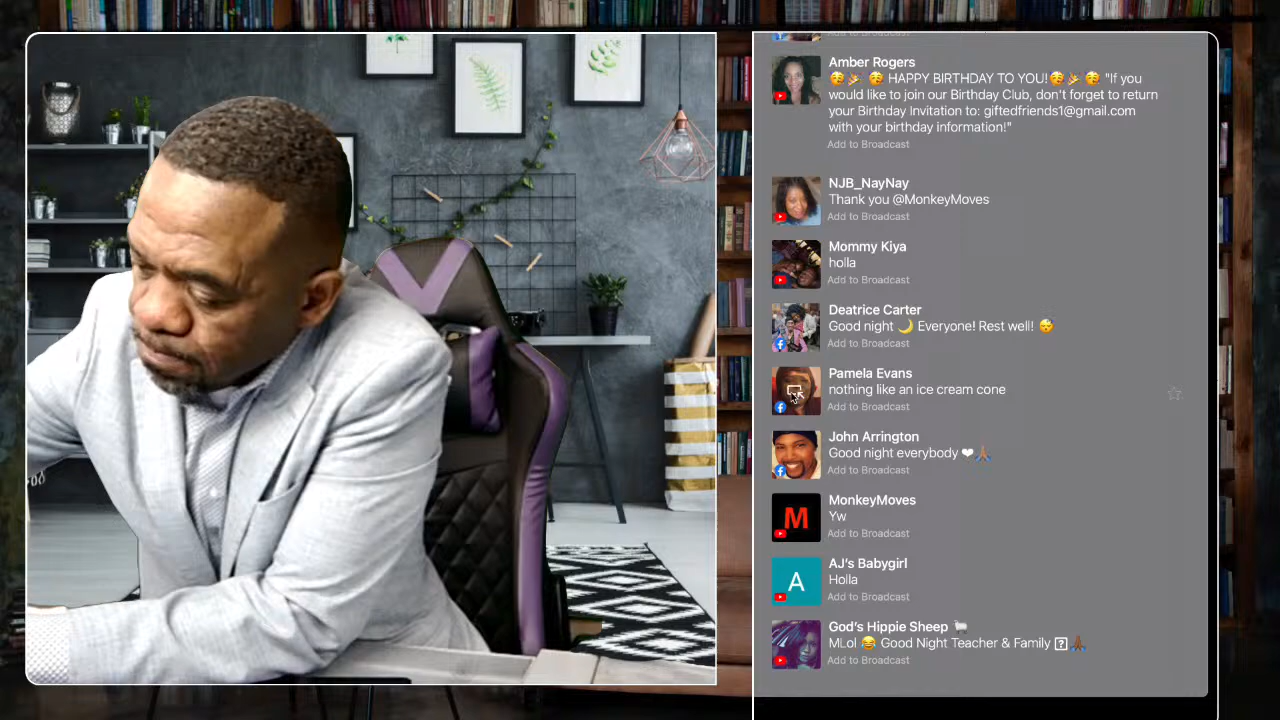 Add to Broadcast
Amber Rogers
🥳🎉 🥳 HAPPY BIRTHDAY TO YOU!🥳🎉 🥳 "If you
would like to join our Birthday Club, don't forget to return
your Birthday Invitation to: giftedfriends1@gmail.com
with your birthday information!"
Add to Broadcast
NJB_NayNay
Thank you @MonkeyMoves
Add to Broadcast
Mommy Kiya
holla
Add to Broadcast
Deatrice Carter
Good night 🌙 Everyone! Rest well! 😴
Add to Broadcast
Pamela Evans
nothing like an ice cream cone
Add to Broadcast
John Arrington
Good night everybody ❤🙏🏾
Add to Broadcast
M
MonkeyMoves
Yw
Add to Broadcast
A
AJ's Babygirl
Holla
Add to Broadcast
God's Hippie Sheep 🐑
MLol 😂 Good Night Teacher & Family ? 🙏🏾
Add to Broadcast